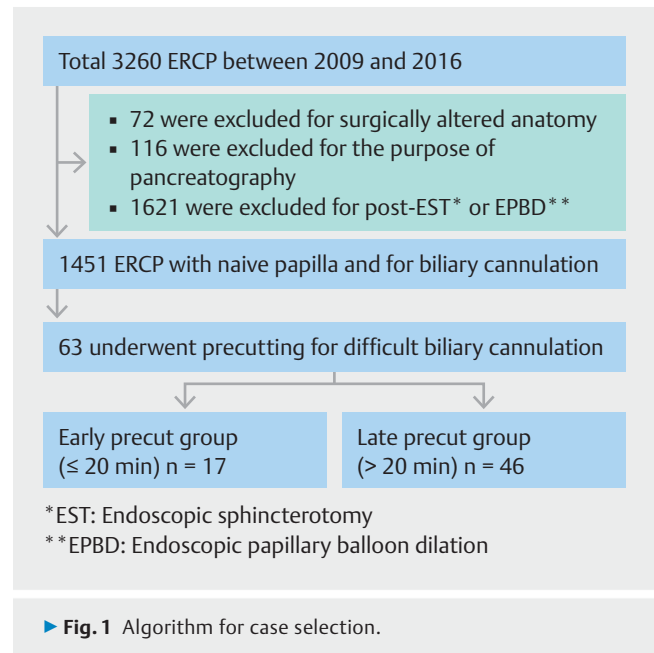 Total 3260 ERCP between 2009 and 2016
▪ 72 were excluded for surgically altered anatomy
▪ 116 were excluded for the purpose of
pancreatography
▪ 1621 were excluded for post-EST* or EPBD**
1451 ERCP with naive papilla and for biliary cannulation
63 underwent precutting for difficult biliary cannulation
Early precut group
(≤ 20 min) n = 17
Late precut group
(> 20 min) n = 46
*EST: Endoscopic sphincterotomy
**EPBD: Endoscopic papillary balloon dilation
▶ Fig. 1 Algorithm for case selection.